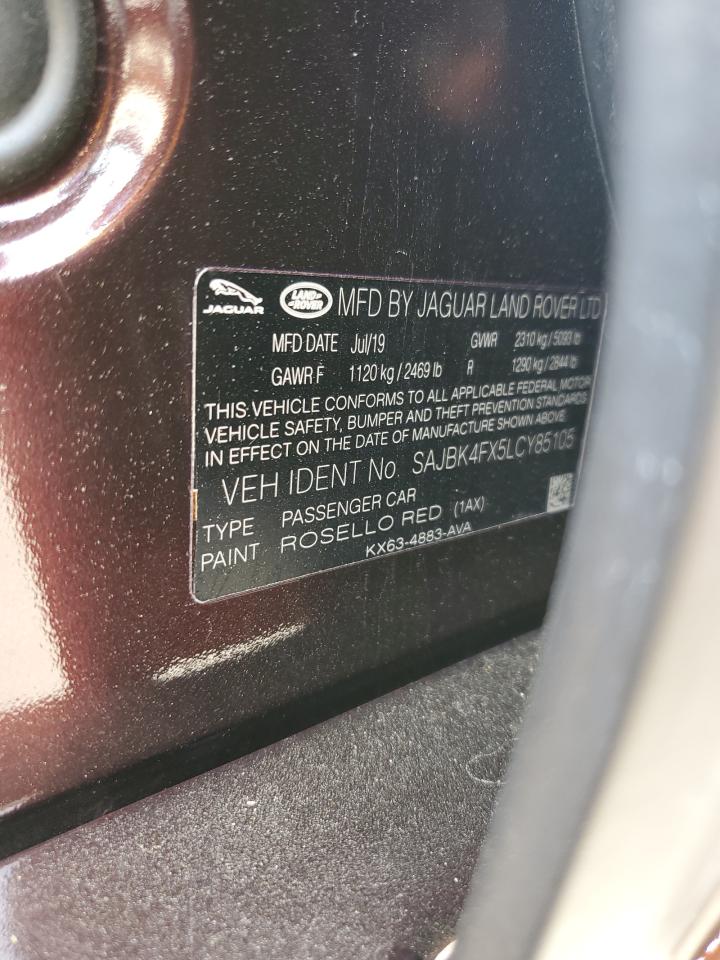 JAGUAR LAND ROVER MFD BY JAGUAR LAND ROVER LTD
MFD DATE Jul/19 GVWR 2310 kg / 5093 lb
GAWR F 1120 kg / 2469 lb R 1290 kg / 2844 lb
THIS VEHICLE CONFORMS TO ALL APPLICABLE FEDERAL MOTOR
VEHICLE SAFETY, BUMPER AND THEFT PREVENTION STANDARDS
IN EFFECT ON THE DATE OF MANUFACTURE SHOWN ABOVE
VEH IDENT No SAJBK4FX5LCY85105
TYPE PASSENGER CAR
PAINT ROSELLO RED (1AX)
KX63-4883-AVA